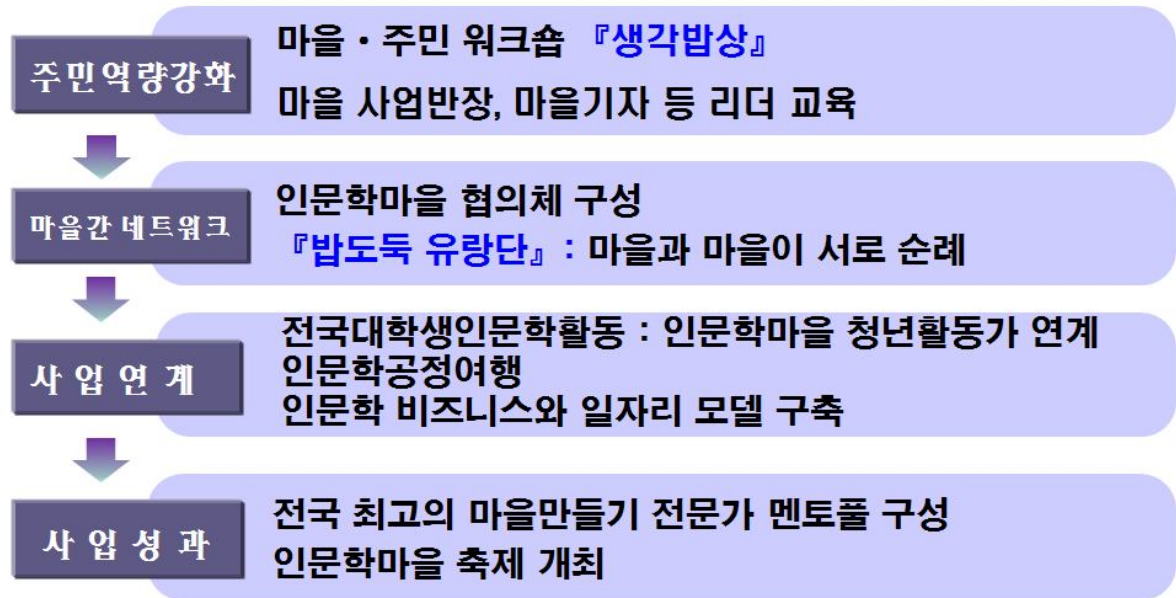 주민역량강화
마을 · 주민 워크숍 『생각밥상』
마을 사업반장, 마을기자 등 리더 교육
마을간 네트워크
인문학마을 협의체 구성
『밥도둑 유랑단』 : 마을과 마을이 서로 순례
사 업 연 계
전국대학생인문학활동 : 인문학마을 청년활동가 연계
인문학공정여행
인문학 비즈니스와 일자리 모델 구축
사 업 성 과
전국 최고의 마을만들기 전문가 멘토풀 구성
인문학마을 축제 개최